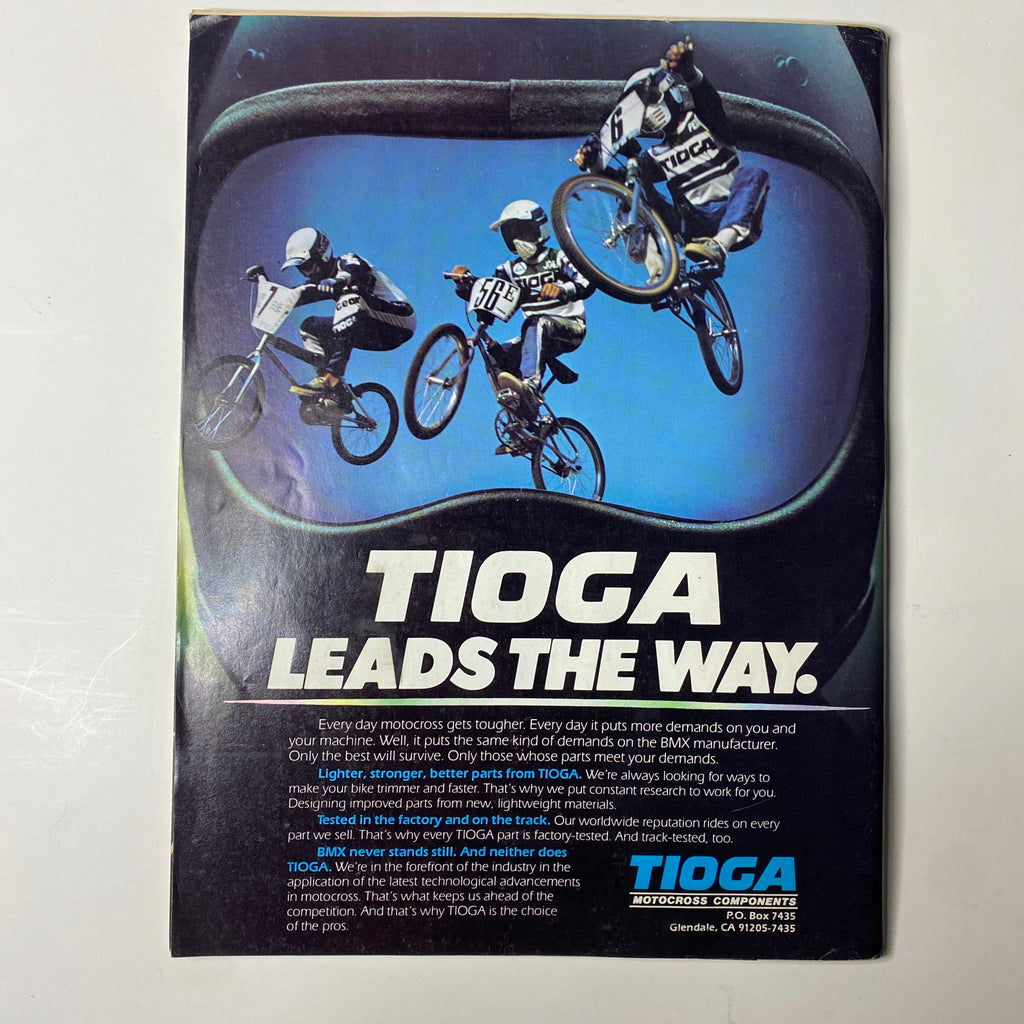 6
TIOGA
7
56E
JOE
TIOGA
Gear
TIOGA
TIOGA
LEADS THE WAY.
Every day motocross gets tougher. Every day it puts more demands on you and
your machine. Well, it puts the same kind of demands on the BMX manufacturer.
Only the best will survive. Only those whose parts meet your demands.
Lighter, stronger, better parts from TIOGA. We're always looking for ways to
make your bike trimmer and faster. That's why we put constant research to work for you.
Designing improved parts from new, lightweight materials.
Tested in the factory and on the track. Our worldwide reputation rides on every
part we sell. That's why every TIOGA part is factory-tested. And track-tested, too.
BMX never stands still. And neither does
TIOGA. We're in the forefront of the industry in the
application of the latest technological advancements
in motocross. That's what keeps us ahead of the
competition. And that's why TIOGA is the choice
of the pros.
TIOGA
MOTOCROSS COMPONENTS
P.O. Box 7435
Glendale, CA 91205-7435